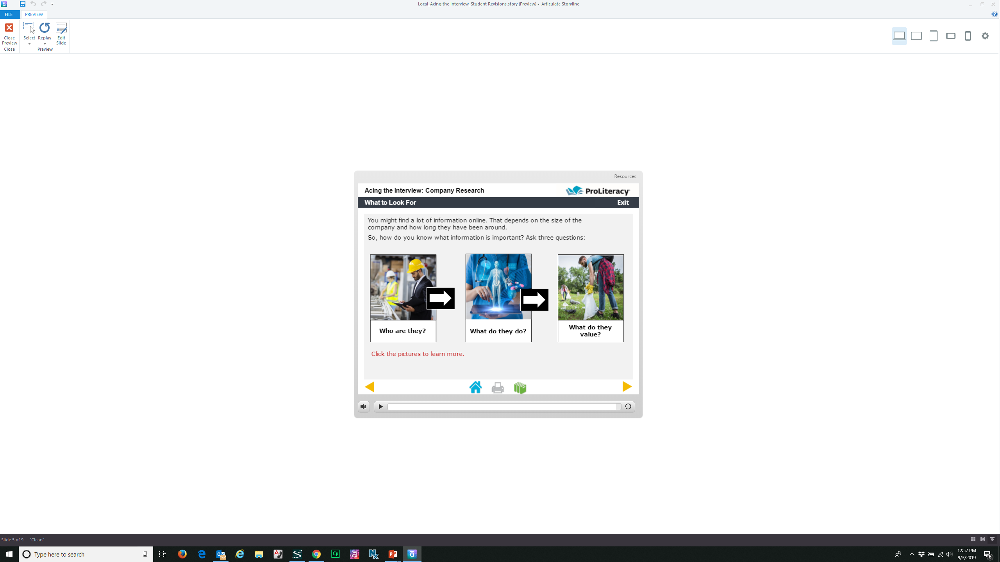 Local_Acing the Interview_Student Revisions.story (Preview) - Articulate Storyline
FILE
PREVIEW
Close Preview
Select
Replay
Edit Slide
Close
Preview
Resources
Acing the Interview: Company Research
ProLiteracy
What to Look For
Exit
You might find a lot of information online. That depends on the size of the
company and how long they have been around.
So, how do you know what information is important? Ask three questions:
Who are they?
What do they do?
What do they
value?
Click the pictures to learn more.
Slide 5 of 9
"Clean"
Type here to search
12:57 PM
9/3/2019
6